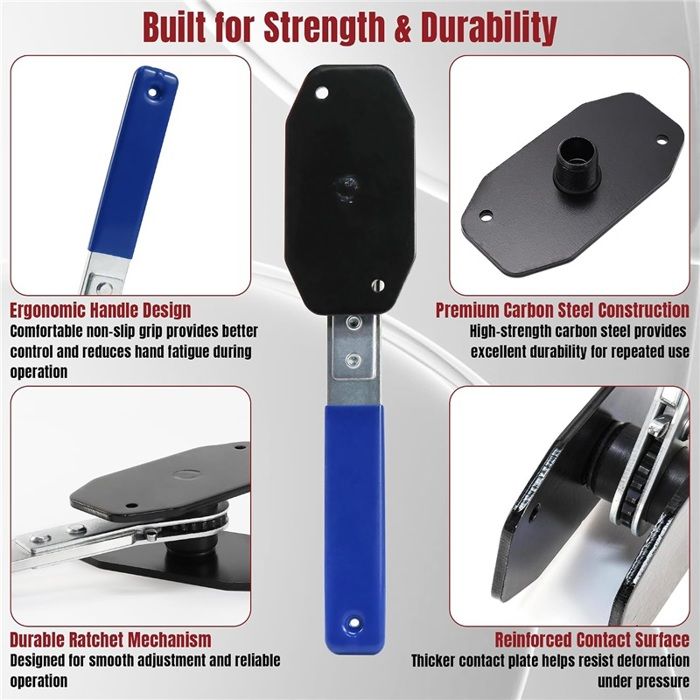 Built for Strength & Durability
Ergonomic Handle Design
Comfortable non-slip grip provides better
control and reduces hand fatigue during
operation
Premium Carbon Steel Construction
High-strength carbon steel provides
excellent durability for repeated use
Durable Ratchet Mechanism
Designed for smooth adjustment and reliable
operation
Reinforced Contact Surface
Thicker contact plate helps resist deformation
under pressure